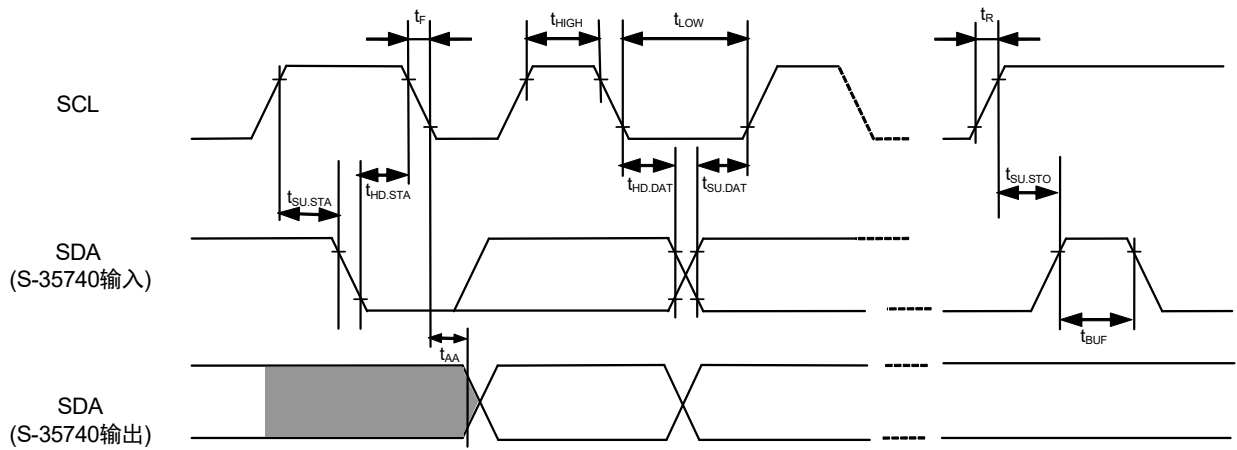 tF
tHIGH
tLOW
tR
SCL
tSU.STA
tHD.STA
tHD.DAT
tSU.DAT
tSU.STO
SDA
(S-35740输入)
tBUF
tAA
SDA
(S-35740输出)